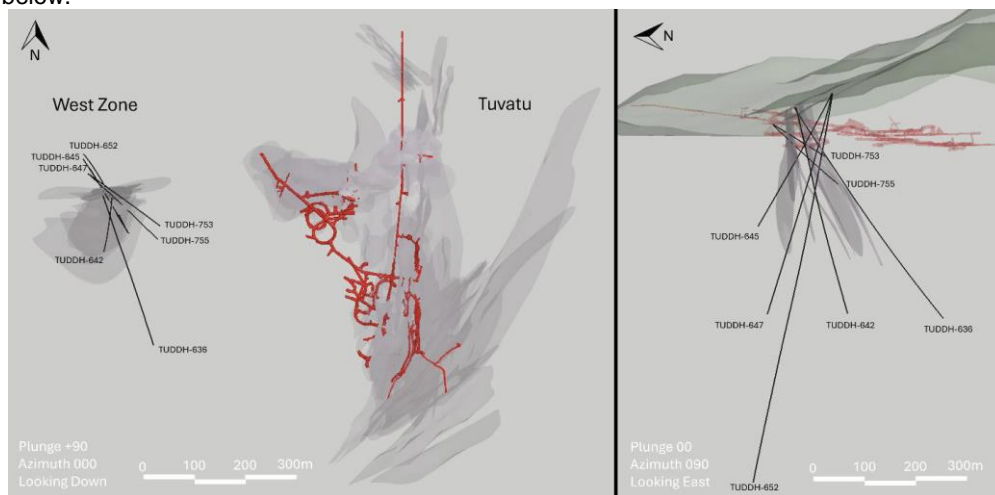 below.
N
West Zone
Tuvatu
TUDDH-652
TUDDH-645
TUDDH-647
TUDDH-753
TUDDH-755
TUDDH-642
TUDDH-636
Plunge +90
Azimuth 000
Looking Down
0 100 200 300m
N
TUDDH-753
TUDDH-755
TUDDH-645
TUDDH-647
TUDDH-642
TUDDH-636
TUDDH-652
Plunge 00
Azimuth 090
Looking East
0 100 200 300m